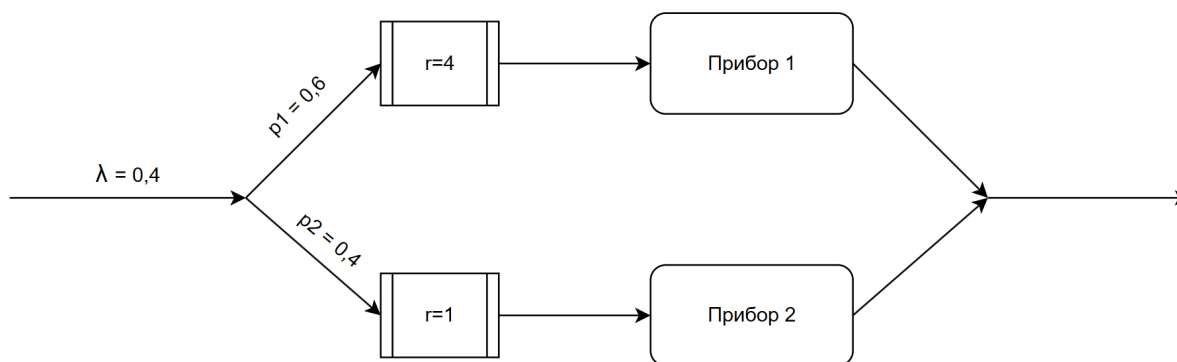 r=4
Прибор 1
p1 = 0,6
λ = 0,4
p2 = 0,4
r=1
Прибор 2